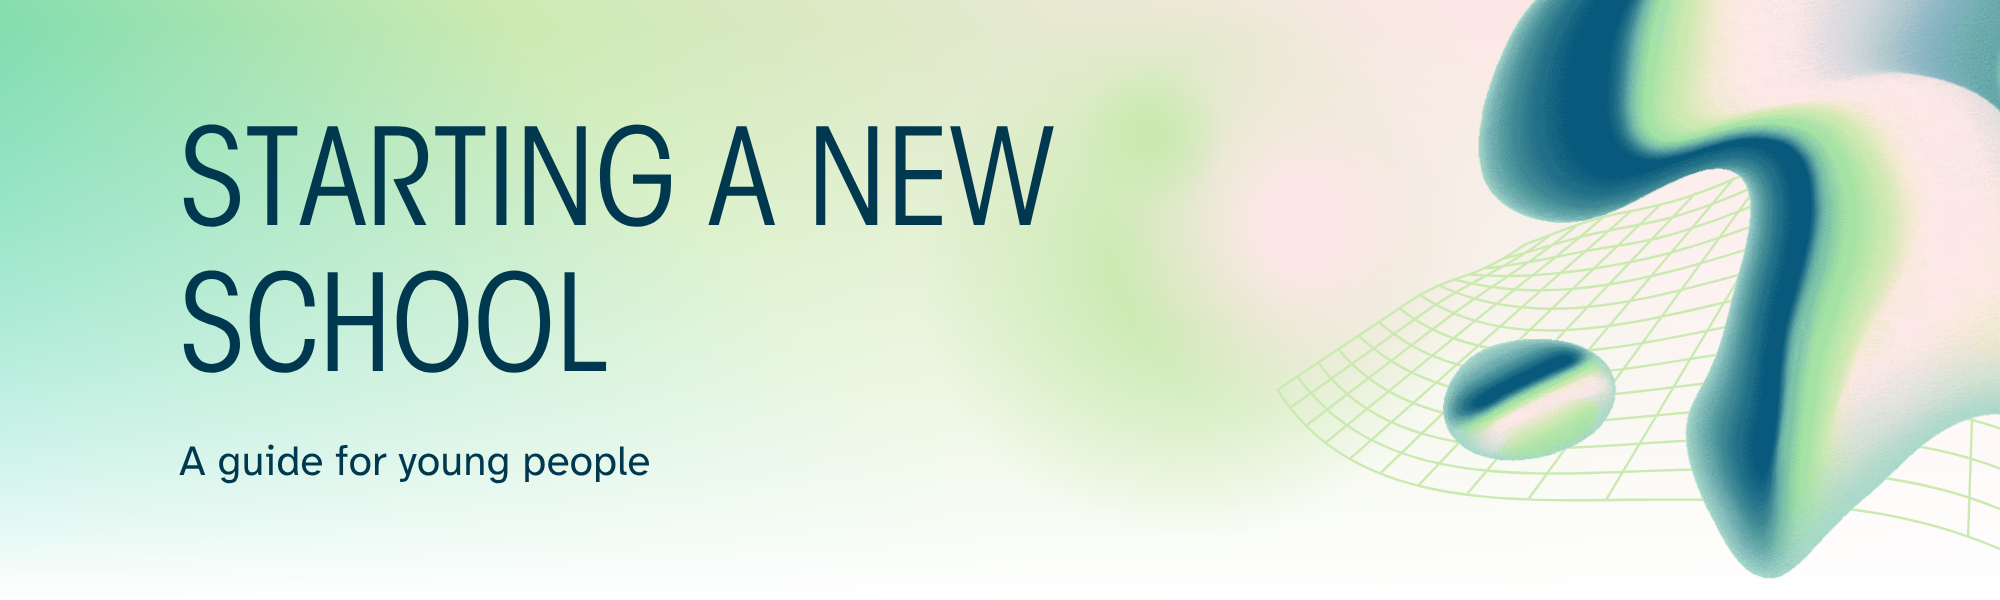 STARTING A NEW
SCHOOL
A guide for young people